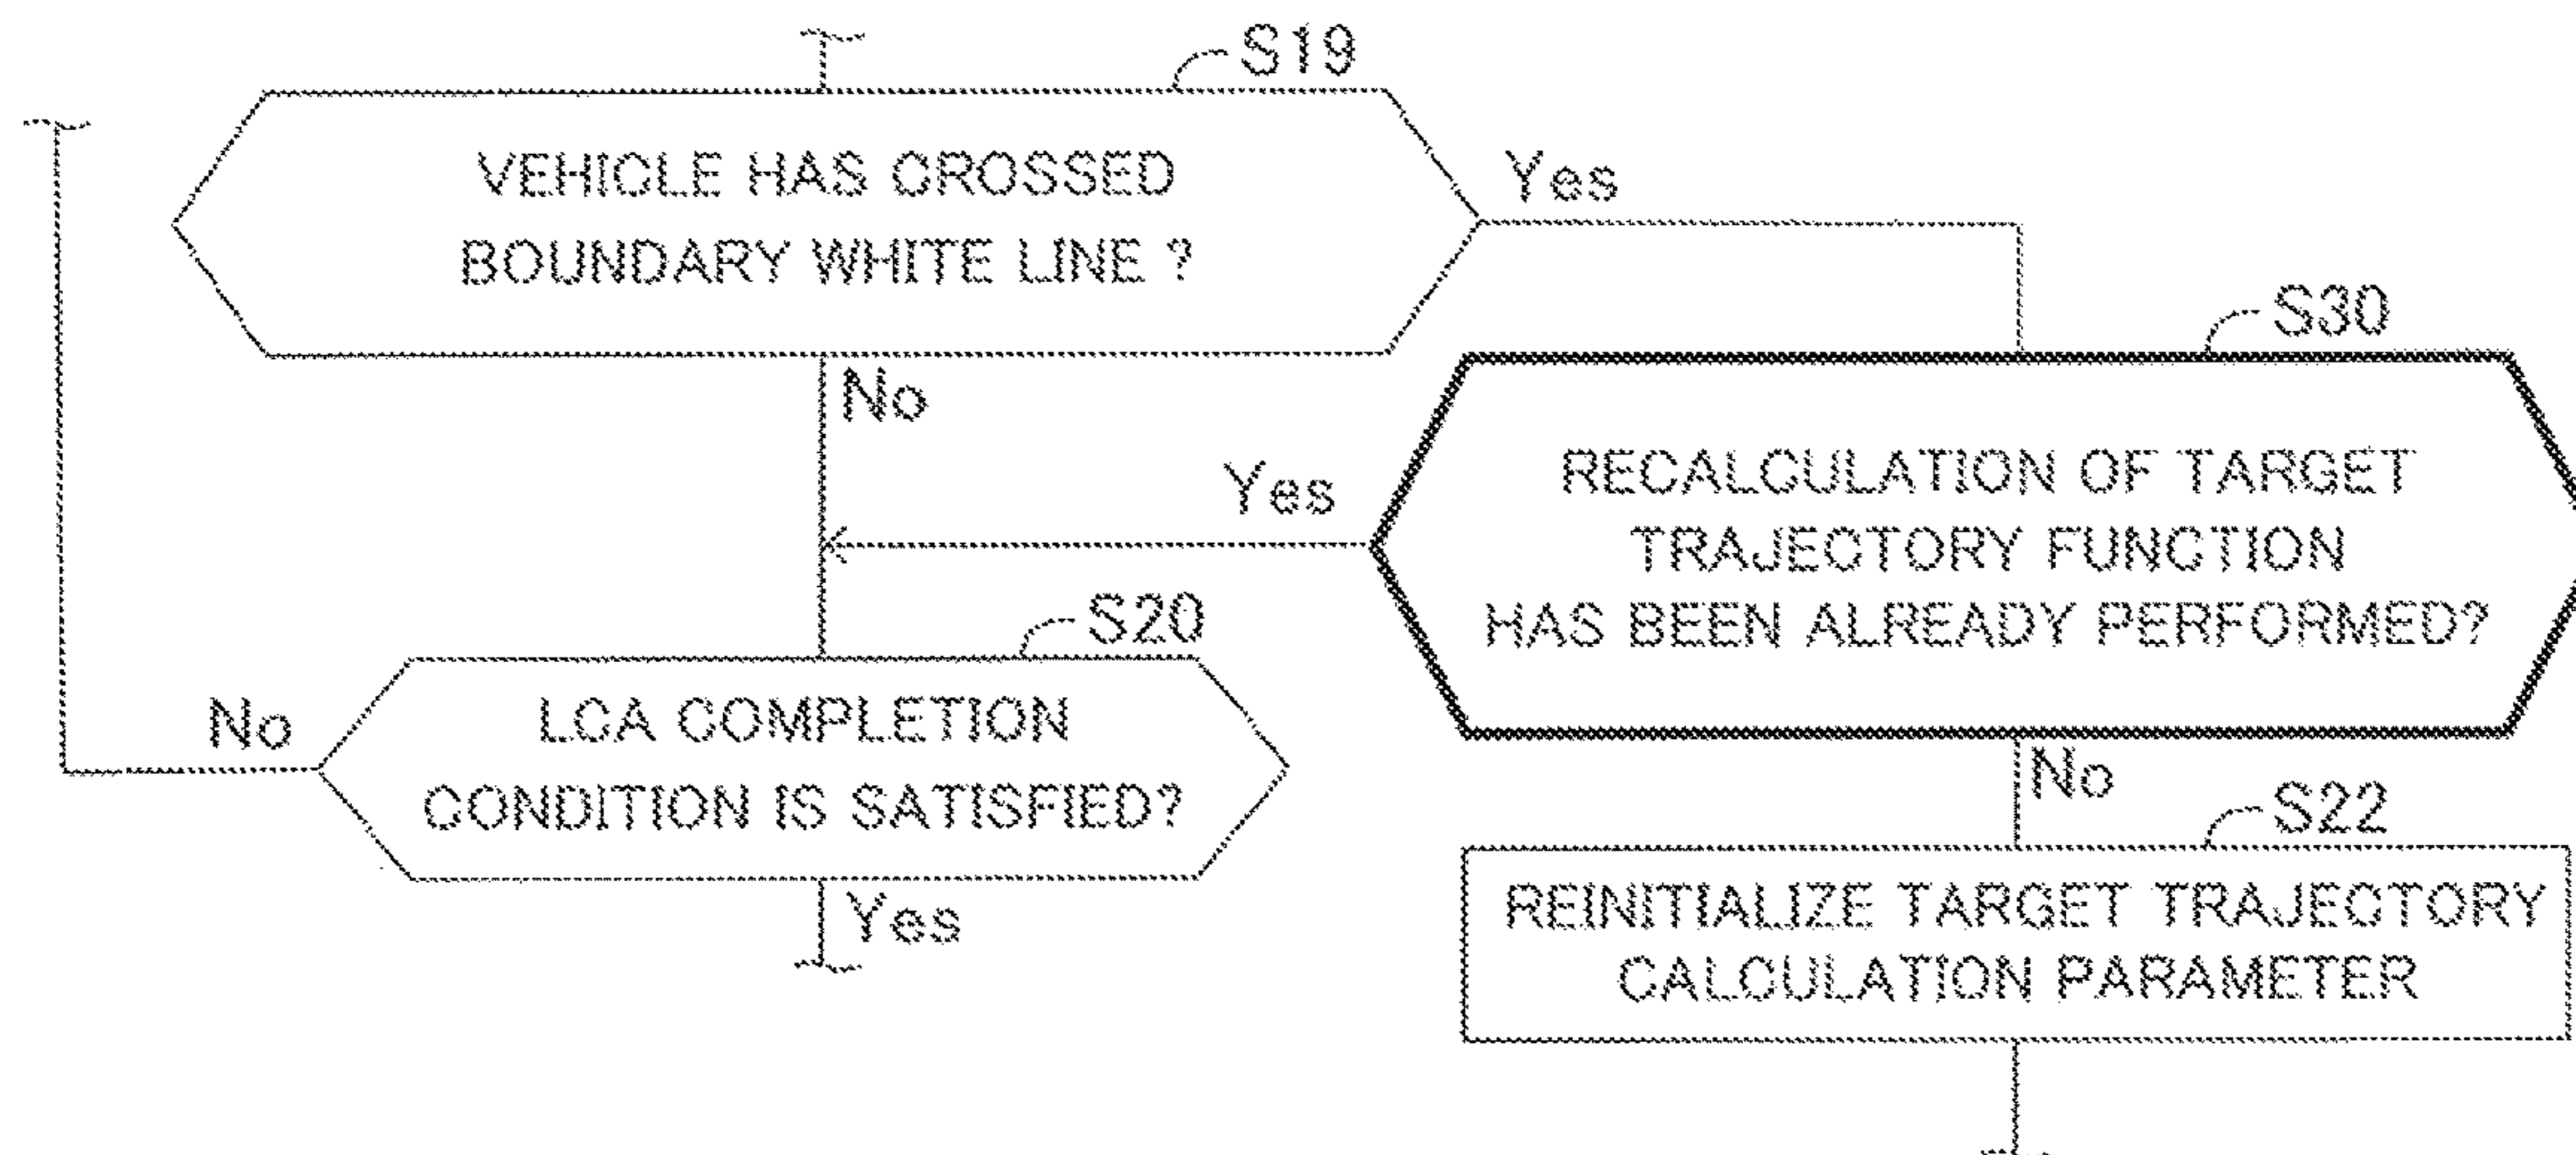 S19
VEHICLE HAS CROSSED
BOUNDARY WHITE LINE ?
Yes
No
S30
RECALCULATION OF TARGET
TRAJECTORY FUNCTION
HAS BEEN ALREADY PERFORMED?
Yes
No
S20
LCA COMPLETION
CONDITION IS SATISFIED?
No
Yes
S22
REINITIALIZE TARGET TRAJECTORY
CALCULATION PARAMETER